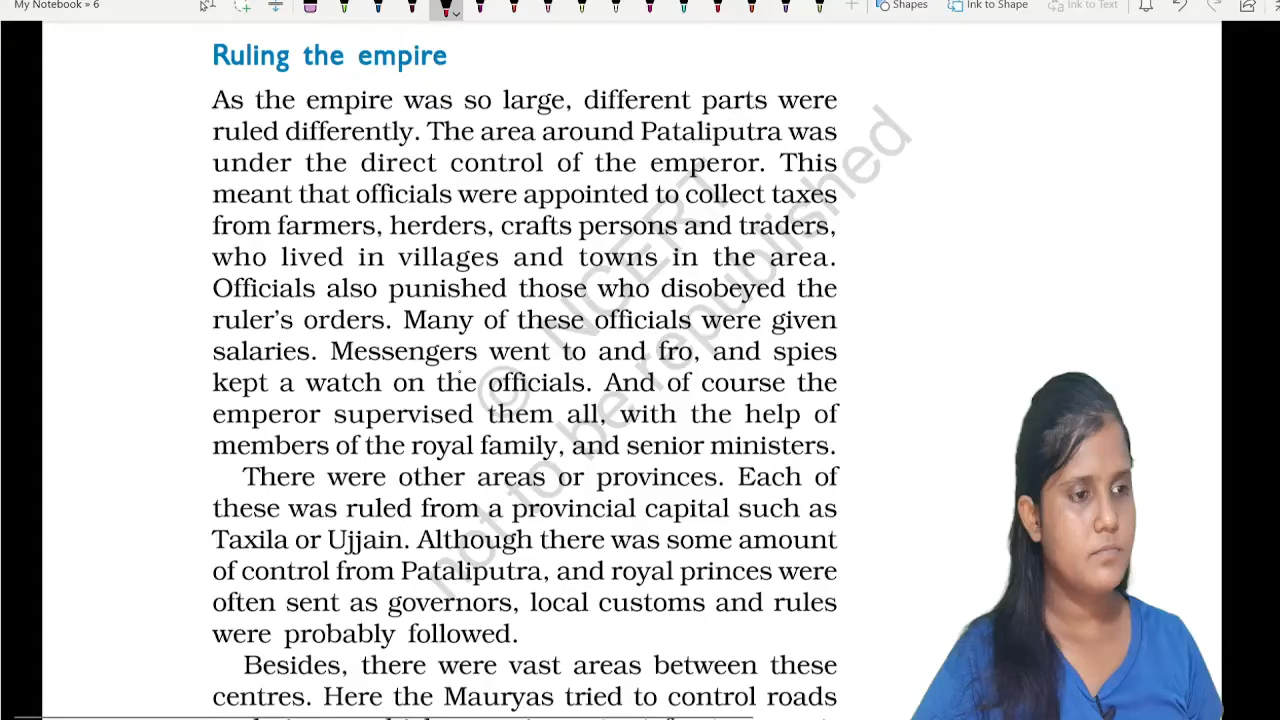 My Notebook » 6
Shapes
Ink to Shape
Ink to Text
Ruling the empire
As the empire was so large, different parts were
ruled differently. The area around Pataliputra was
under the direct control of the emperor. This
meant that officials were appointed to collect taxes
from farmers, herders, crafts persons and traders,
who lived in villages and towns in the area.
Officials also punished those who disobeyed the
ruler's orders. Many of these officials were given
salaries. Messengers went to and fro, and spies
kept a watch on the officials. And of course the
emperor supervised them all, with the help of
members of the royal family, and senior ministers.
There were other areas or provinces. Each of
these was ruled from a provincial capital such as
Taxila or Ujjain. Although there was some amount
of control from Pataliputra, and royal princes were
often sent as governors, local customs and rules
were probably followed.
Besides, there were vast areas between these
centres. Here the Mauryas tried to control roads
© NCERT
not to be republished